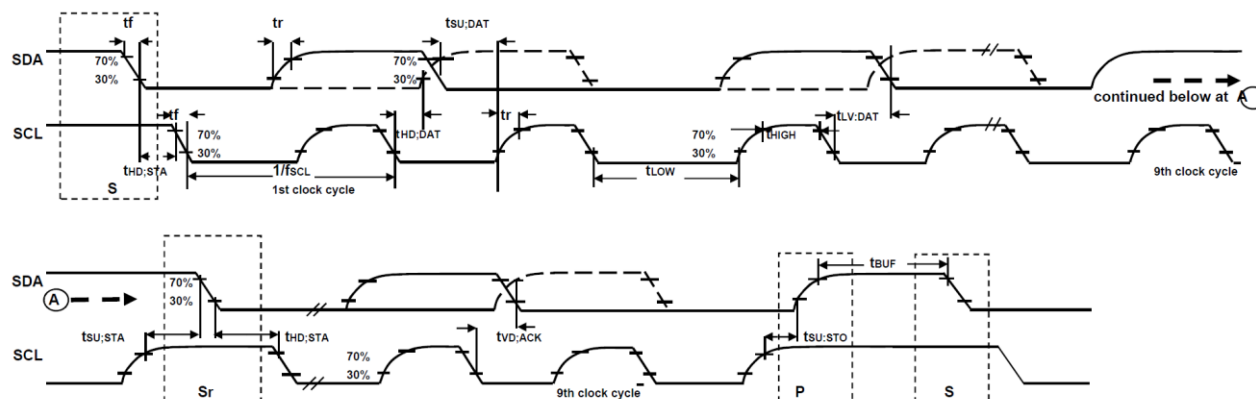 tf
tr
tSU;DAT
SDA
70%
30%
70%
30%
continued below at A
SCL
tf
70%
30%
tHD;DAT
tr
70%
30%
tHIGH
tLV:DAT
tHD;STA
1/fSCL
1st clock cycle
tLOW
9th clock cycle
S
SDA
70%
30%
A
tBUF
tSU;STA
tHD;STA
tVD;ACK
tSU:STO
SCL
70%
30%
9th clock cycle
Sr
P
S